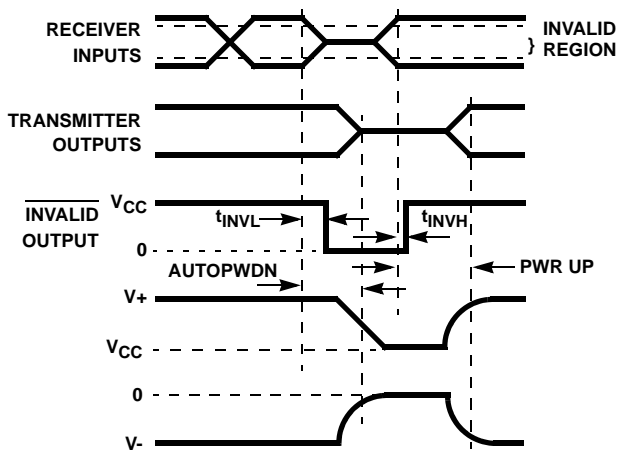 RECEIVER
INPUTS
} INVALID
REGION
TRANSMITTER
OUTPUTS
INVALID
OUTPUT
VCC
0
tINVL
tINVH
AUTOPWDN
PWR UP
V+
VCC
0
V-